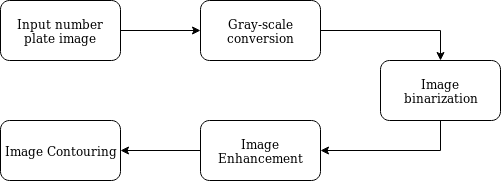 Input number
plate image
Gray-scale
conversion
Image
binarization
Image
Enhancement
Image Contouring